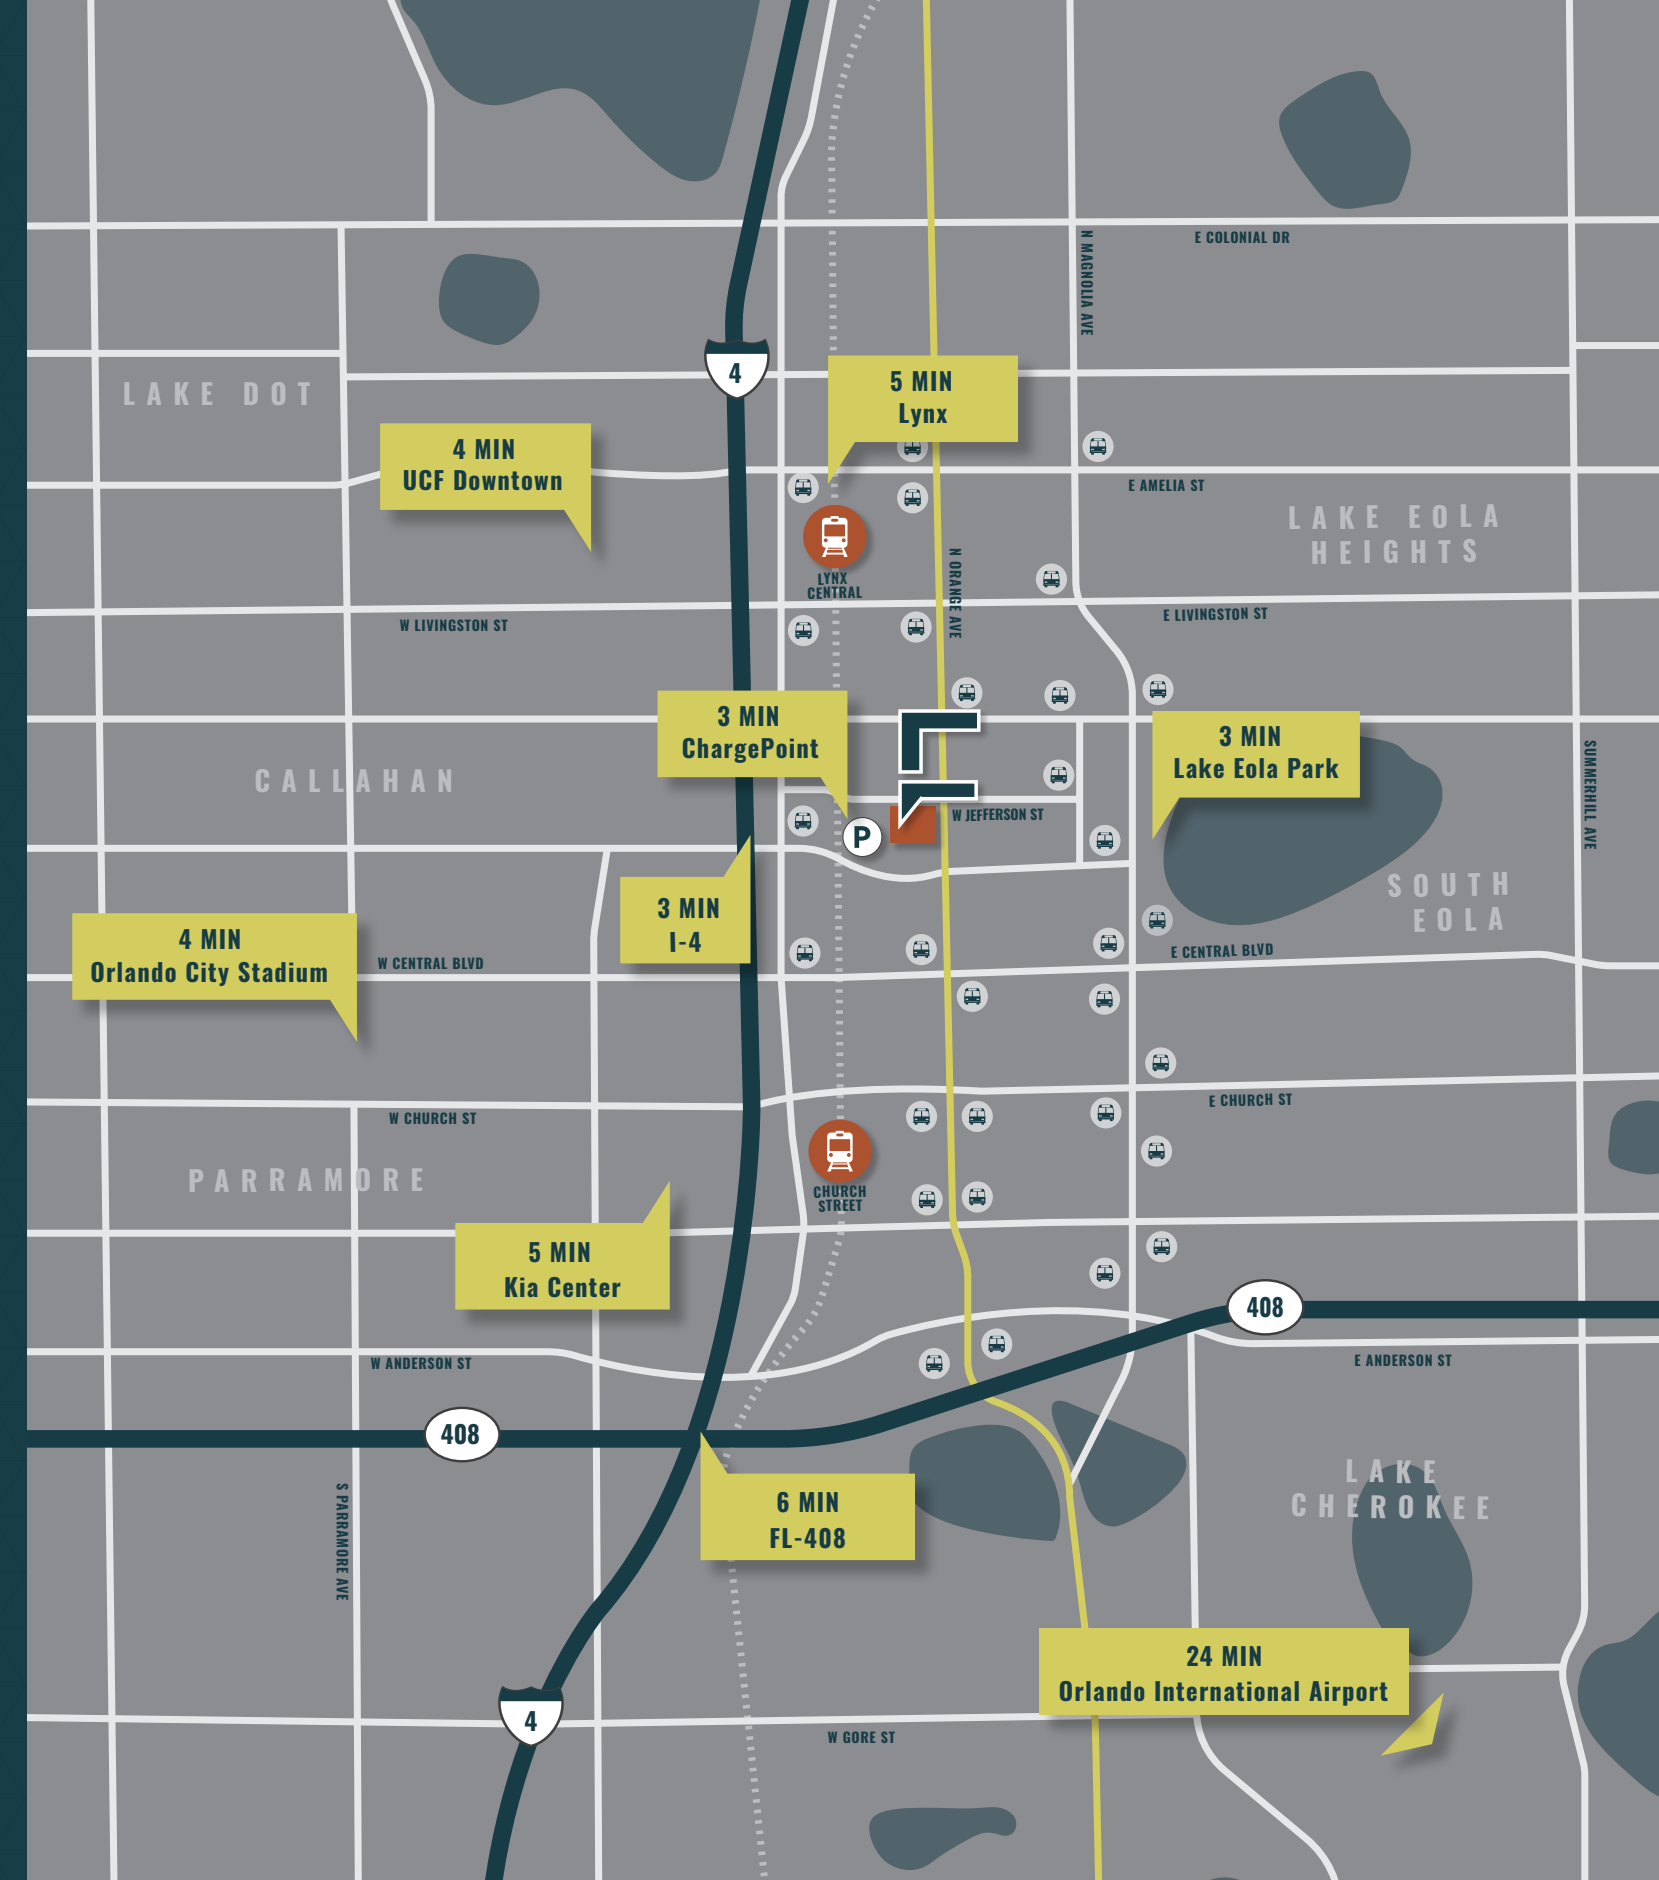 E COLONIAL DR
N MAGNOLIA AVE
4
5 MIN
Lynx
LAKE DOT
4 MIN
UCF Downtown
E AMELIA ST
LAKE EOLA
HEIGHTS
N ORANGE AVE
LYNX
CENTRAL
W LIVINGSTON ST
E LIVINGSTON ST
3 MIN
ChargePoint
3 MIN
Lake Eola Park
CALLAHAN
SUMMERHILL AVE
W JEFFERSON ST
P
3 MIN
I-4
SOUTH
EOLA
4 MIN
Orlando City Stadium
W CENTRAL BLVD
E CENTRAL BLVD
W CHURCH ST
E CHURCH ST
PARRAMORE
CHURCH
STREET
5 MIN
Kia Center
408
W ANDERSON ST
E ANDERSON ST
408
S PARRAMORE AVE
6 MIN
FL-408
LAKE
CHEROKEE
24 MIN
Orlando International Airport
4
W GORE ST